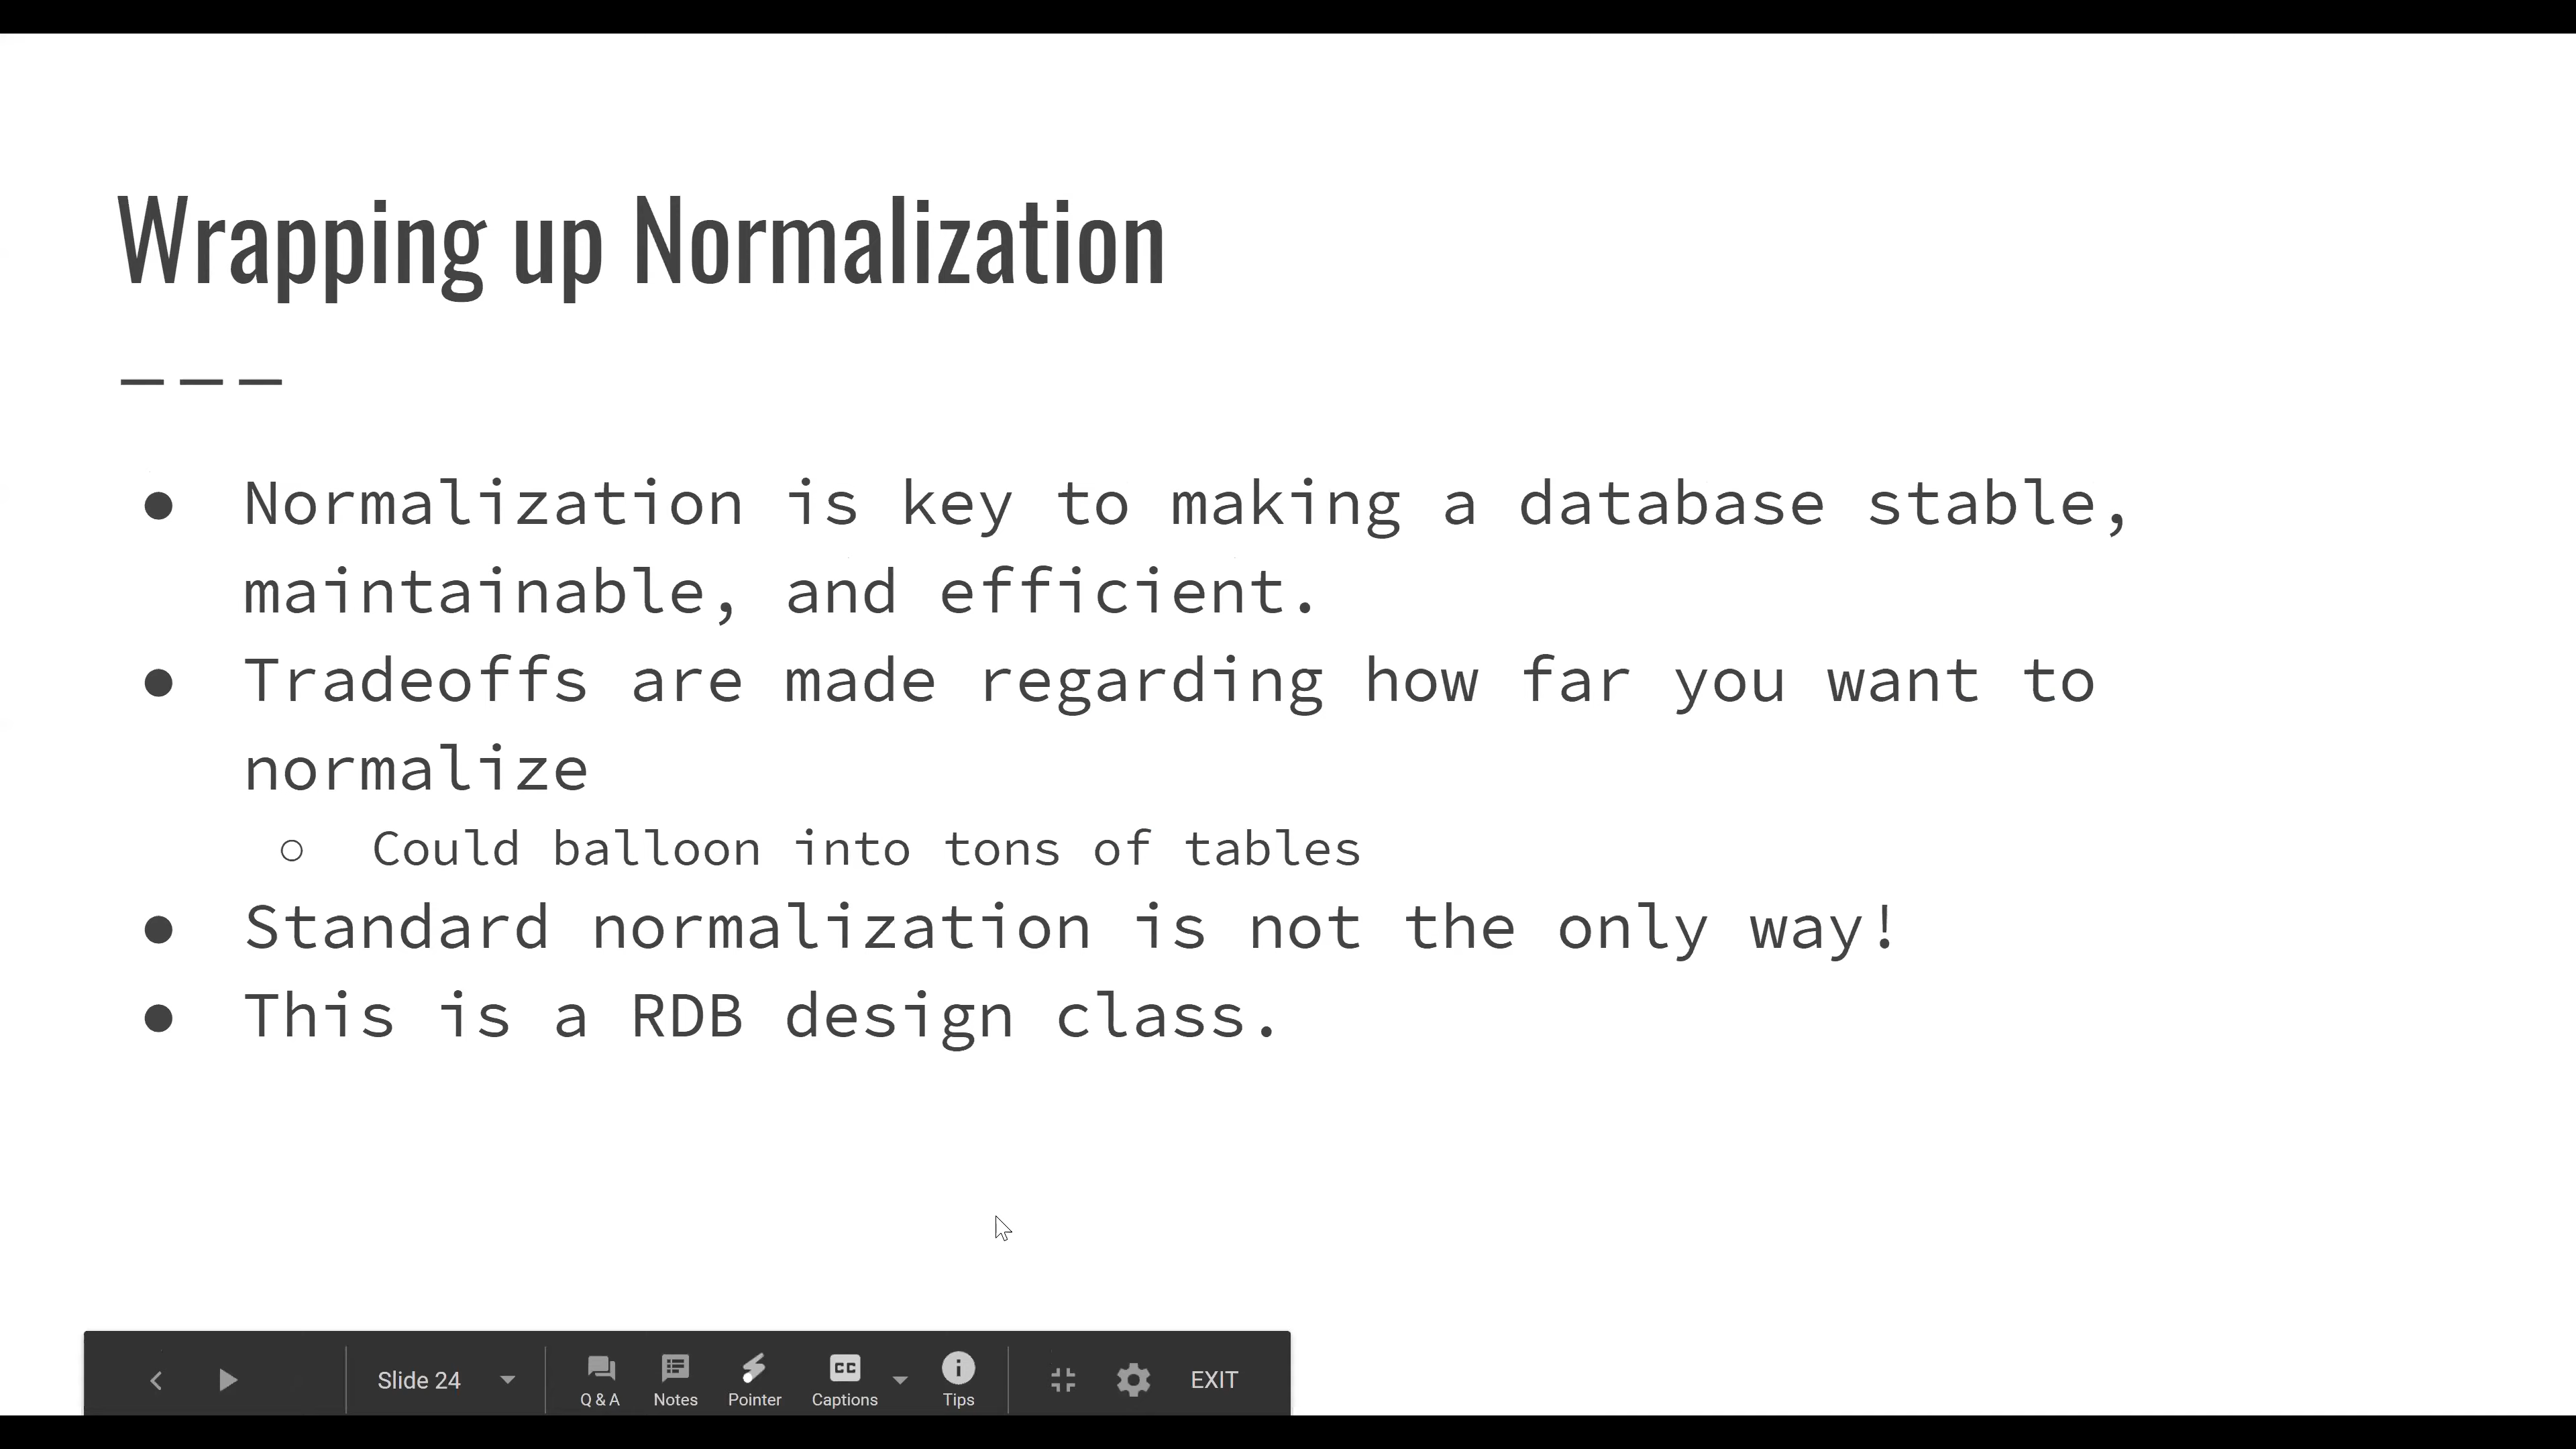 Wrapping up Normalization
● Normalization is key to making a database stable,
maintainable, and efficient.
● Tradeoffs are made regarding how far you want to
normalize
○ Could balloon into tons of tables
● Standard normalization is not the only way!
● This is a RDB design class.
Slide 24
Q & A
Notes
Pointer
CC
Captions
Tips
EXIT